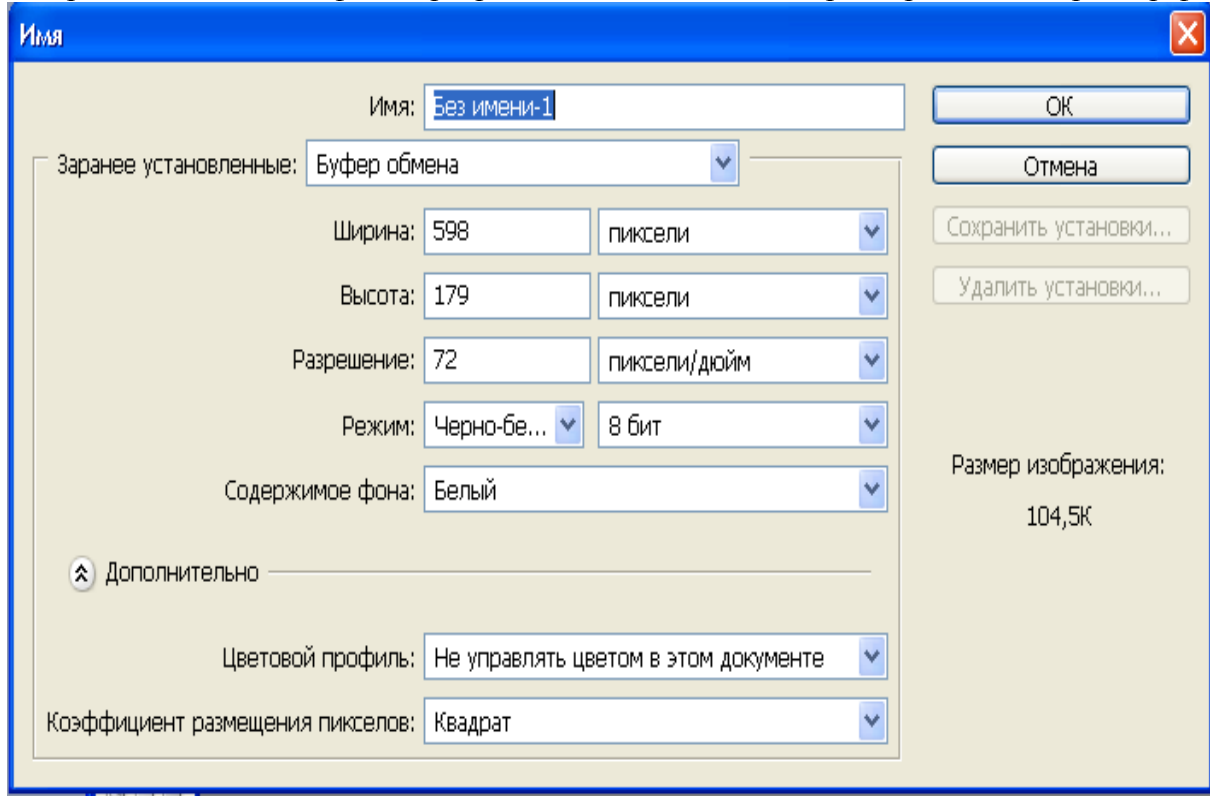 Имя
Имя: Без имени-1
ОК
Заранее установленные: Буфер обмена
Отмена
Ширина: 598 пиксели
Сохранить установки...
Высота: 179 пиксели
Удалить установки...
Разрешение: 72 пиксели/дюйм
Режим: Черно-бе... 8 бит
Размер изображения:
Содержимое фона: Белый
104,5К
Дополнительно
Цветовой профиль: Не управлять цветом в этом документе
Коэффициент размещения пикселов: Квадрат